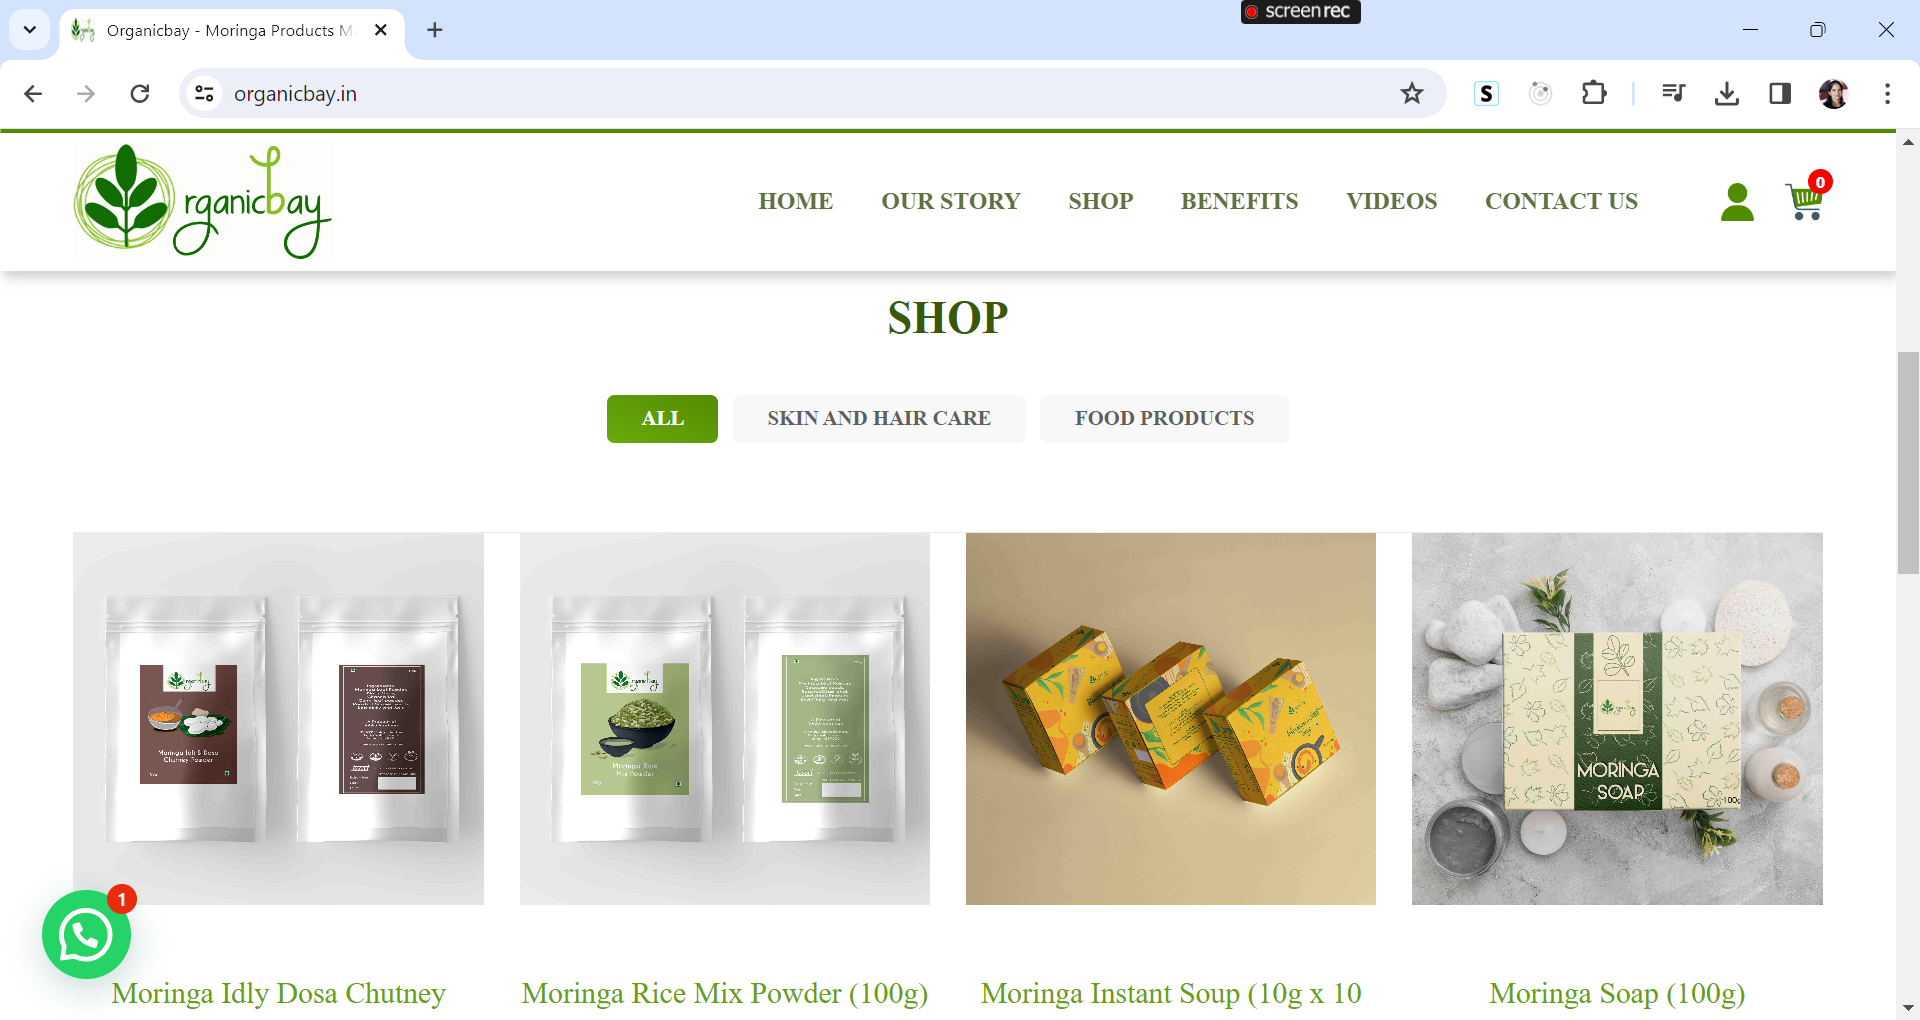 screenrec
Organicbay - Moringa Products M
organicbay.in
rganicbay
HOME
OUR STORY
SHOP
BENEFITS
VIDEOS
CONTACT US
0
SHOP
ALL
SKIN AND HAIR CARE
FOOD PRODUCTS
Moringa Idli & Dosa
Chutney Powder
Moringa Rice
Mix Powder
MORINGA
SOAP
100g
1
Moringa Idly Dosa Chutney
Moringa Rice Mix Powder (100g)
Moringa Instant Soup (10g x 10
Moringa Soap (100g)